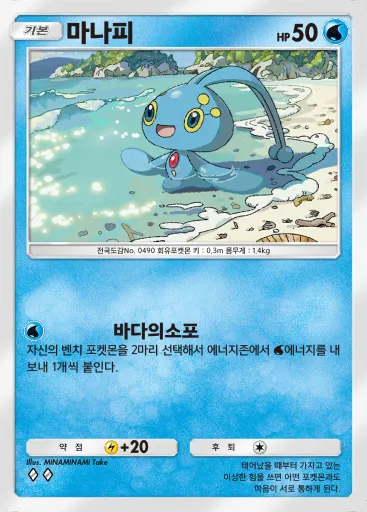 기본 마나피 HP 50
전국도감No. 0490 회유포켓몬 키 : 0.3m 몸무게 : 1.4kg
바다의소포
자신의 벤치 포켓몬을 2마리 선택해서 에너지존에서 에너지를 내
보내 1개씩 붙인다.
약점 +20 후퇴
Illus. MINAMINAMI Take
태어났을 때부터 가지고 있는
이상한 힘을 쓰면 어떤 포켓몬과도
마음이 서로 통하게 된다.